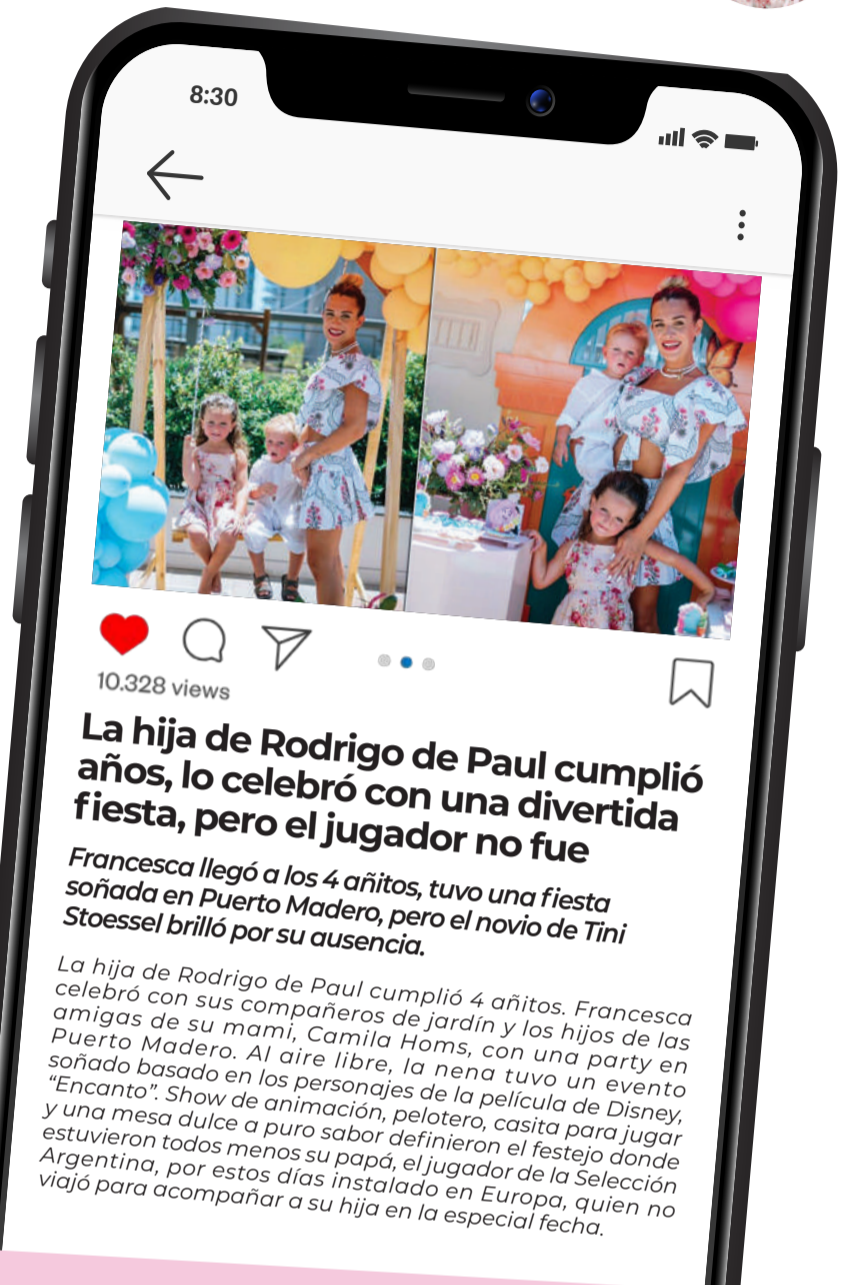 8:30
10.328 views
La hija de Rodrigo de Paul cumplió
años, lo celebró con una divertida
fiesta, pero el jugador no fue
Francesca llegó a los 4 añitos, tuvo una fiesta
soñada en Puerto Madero, pero el novio de Tini
Stoessel brilló por su ausencia.
La hija de Rodrigo de Paul cumplió 4 añitos. Francesca
celebró con sus compañeros de jardín y los hijos de las
amigas de su mami, Camila Homs, con una party en
Puerto Madero. Al aire libre, la nena tuvo un evento
soñado basado en los personajes de la película de Disney,
“Encanto”. Show de animación, pelotero, casita para jugar
y una mesa dulce a puro sabor definieron el festejo donde
estuvieron todos menos su papá, el jugador de la Selección
Argentina, por estos días instalado en Europa, quien no
viajó para acompañar a su hija en la especial fecha.